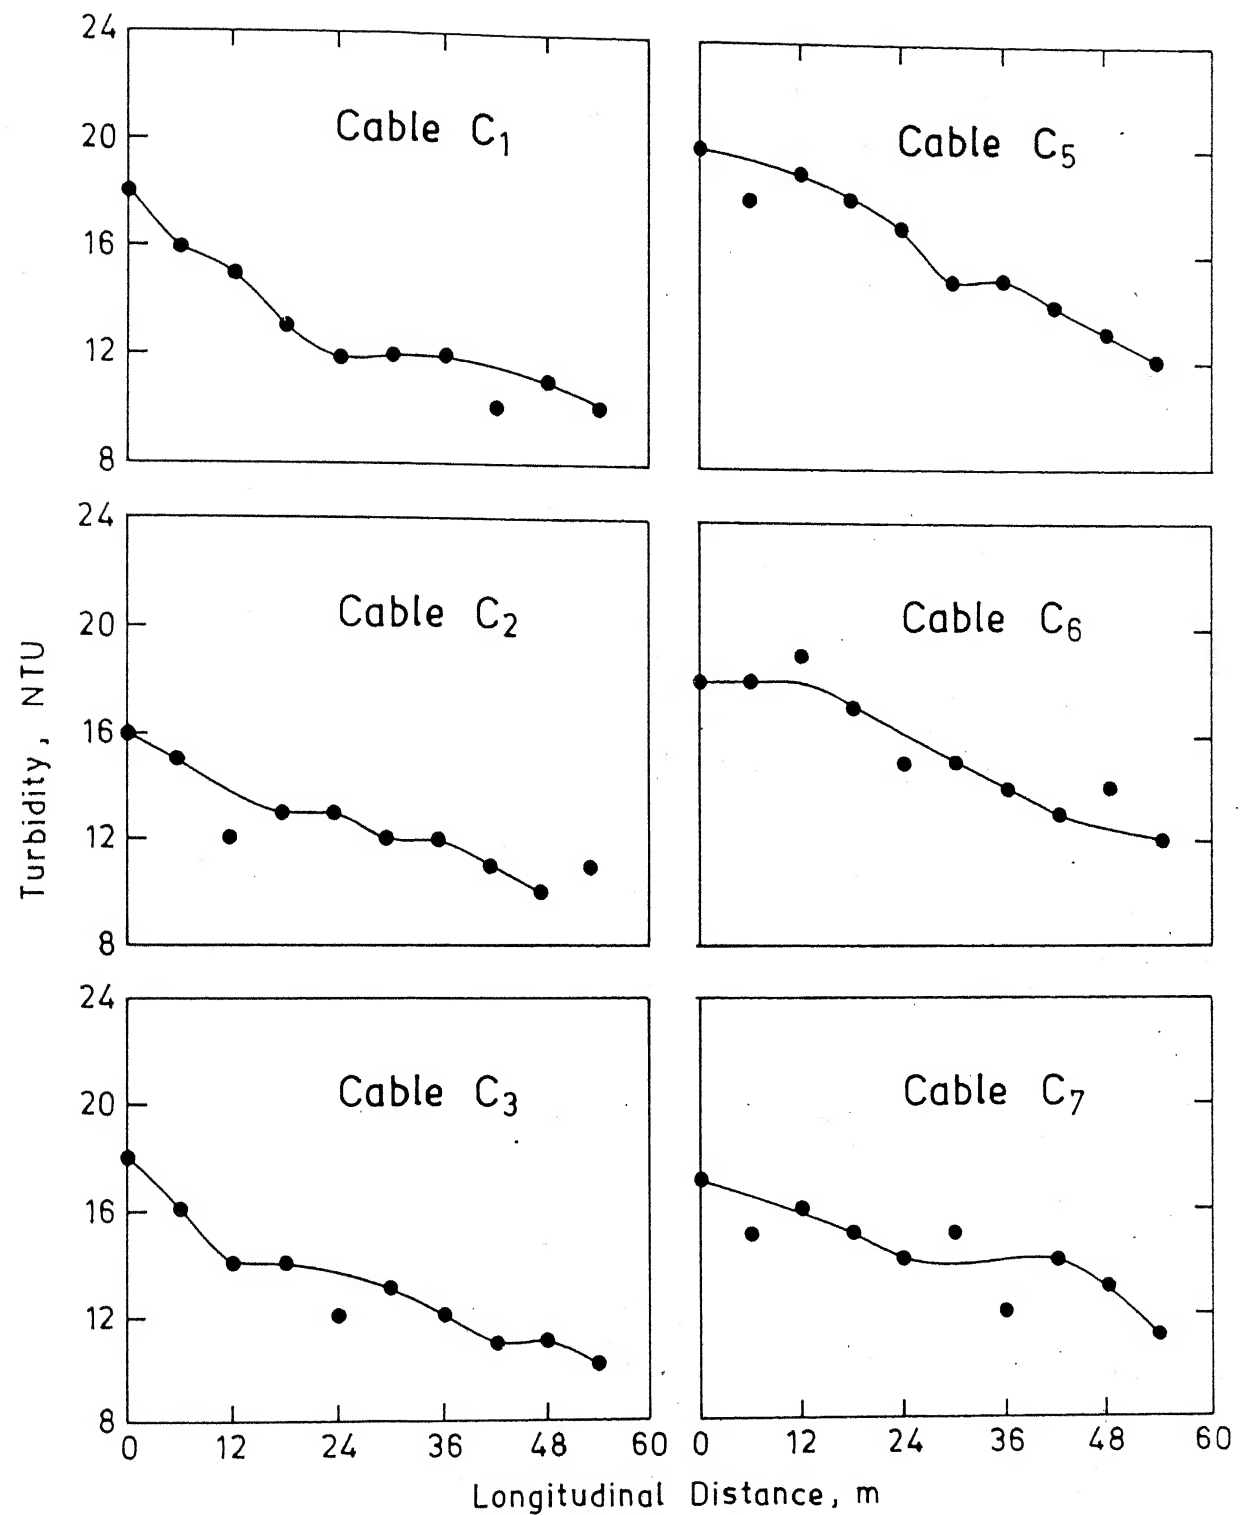 24
20
16
12
8
Cable C₁
Cable C₅
24
20
16
12
8
Cable C₂
Cable C₆
Turbidity, NTU
24
20
16
12
8
Cable C₃
Cable C₇
0 12 24 36 48 60 0 12 24 36 48 60
Longitudinal Distance, m